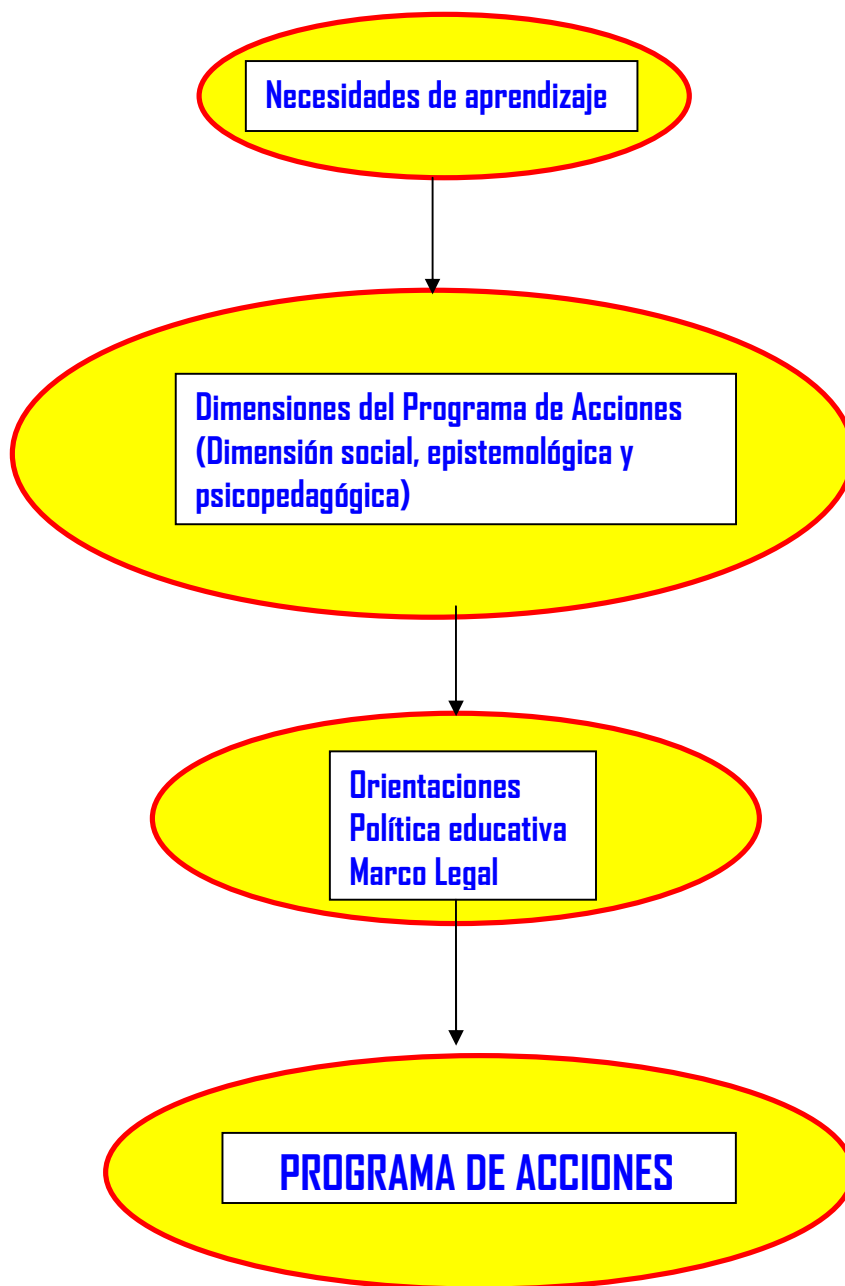 Necesidades de aprendizaje
Dimensiones del Programa de Acciones
(Dimensión social, epistemológica y
psicopedagógica)
Orientaciones
Política educativa
Marco Legal
PROGRAMA DE ACCIONES